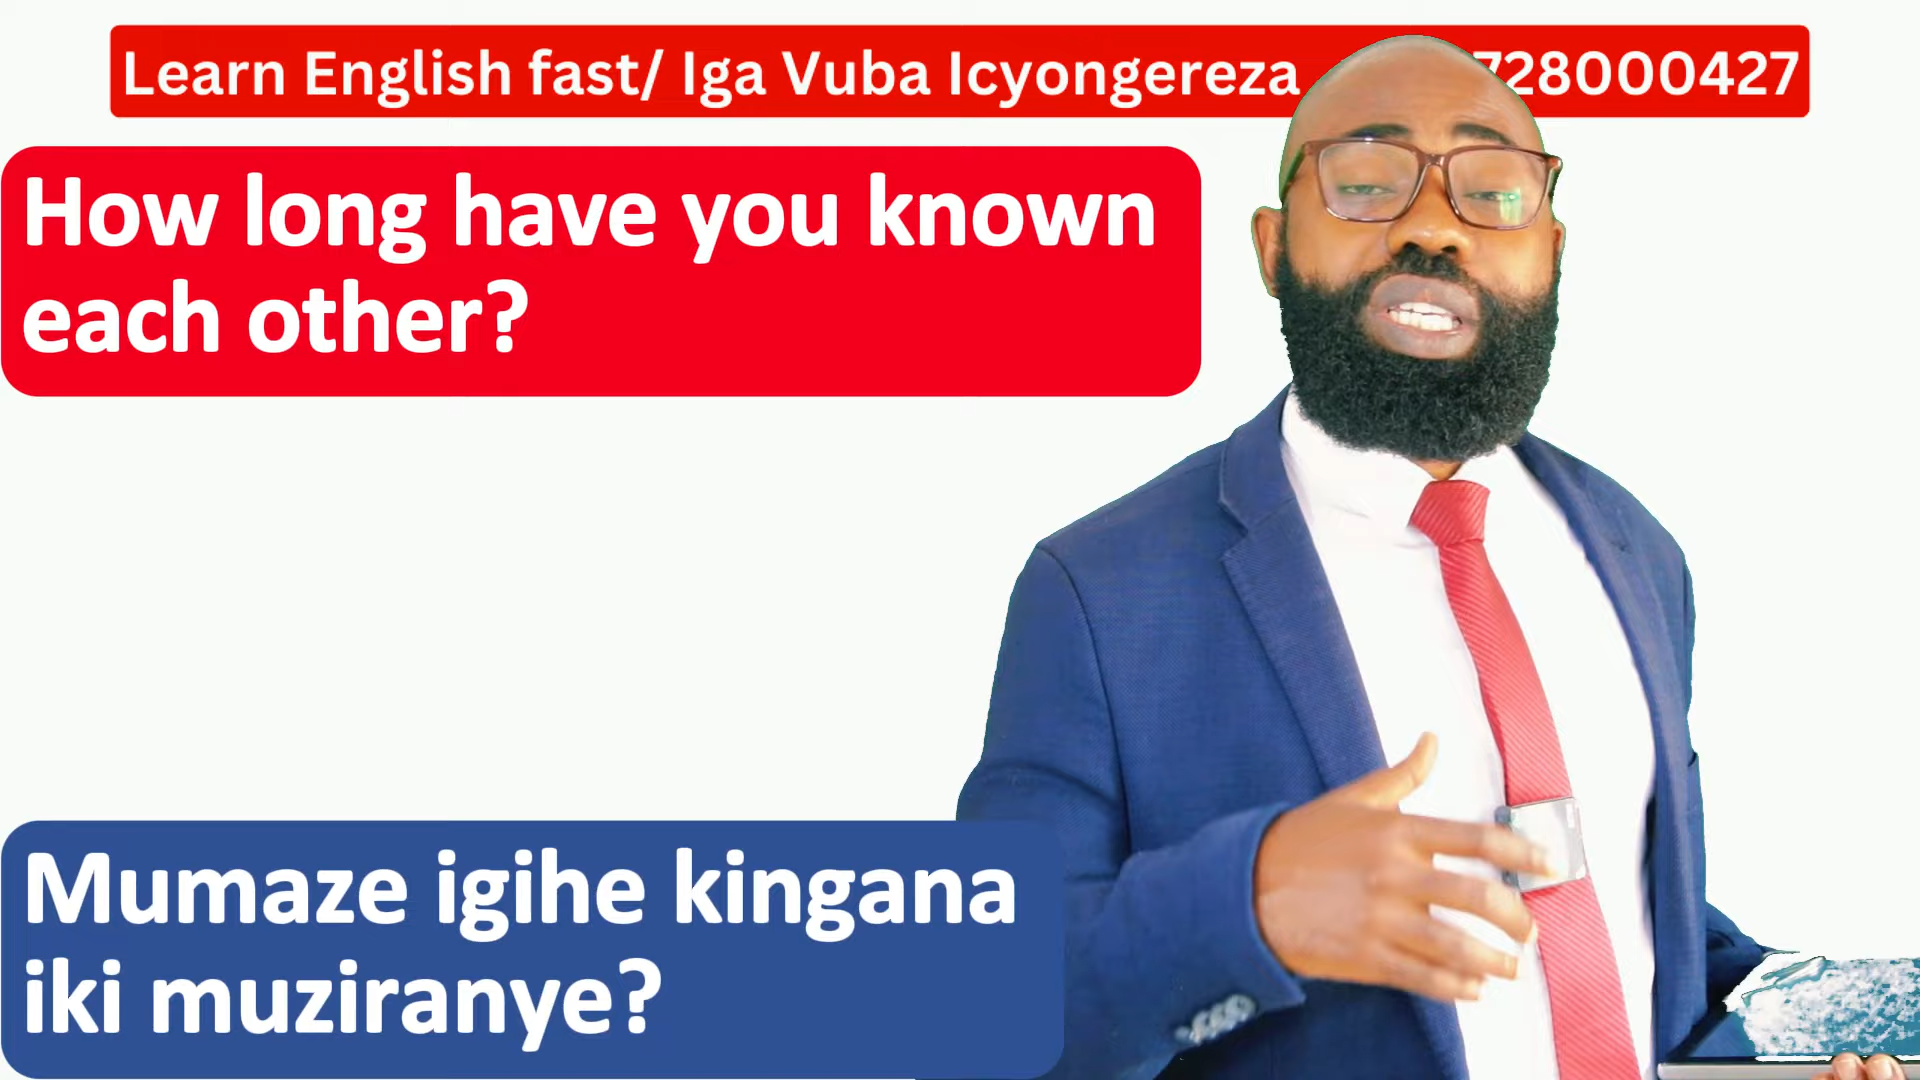 Learn English fast/ Iga Vuba Icyongereza 728000427
How long have you known
each other?
Mumaze igihe kingana
iki muziranye?